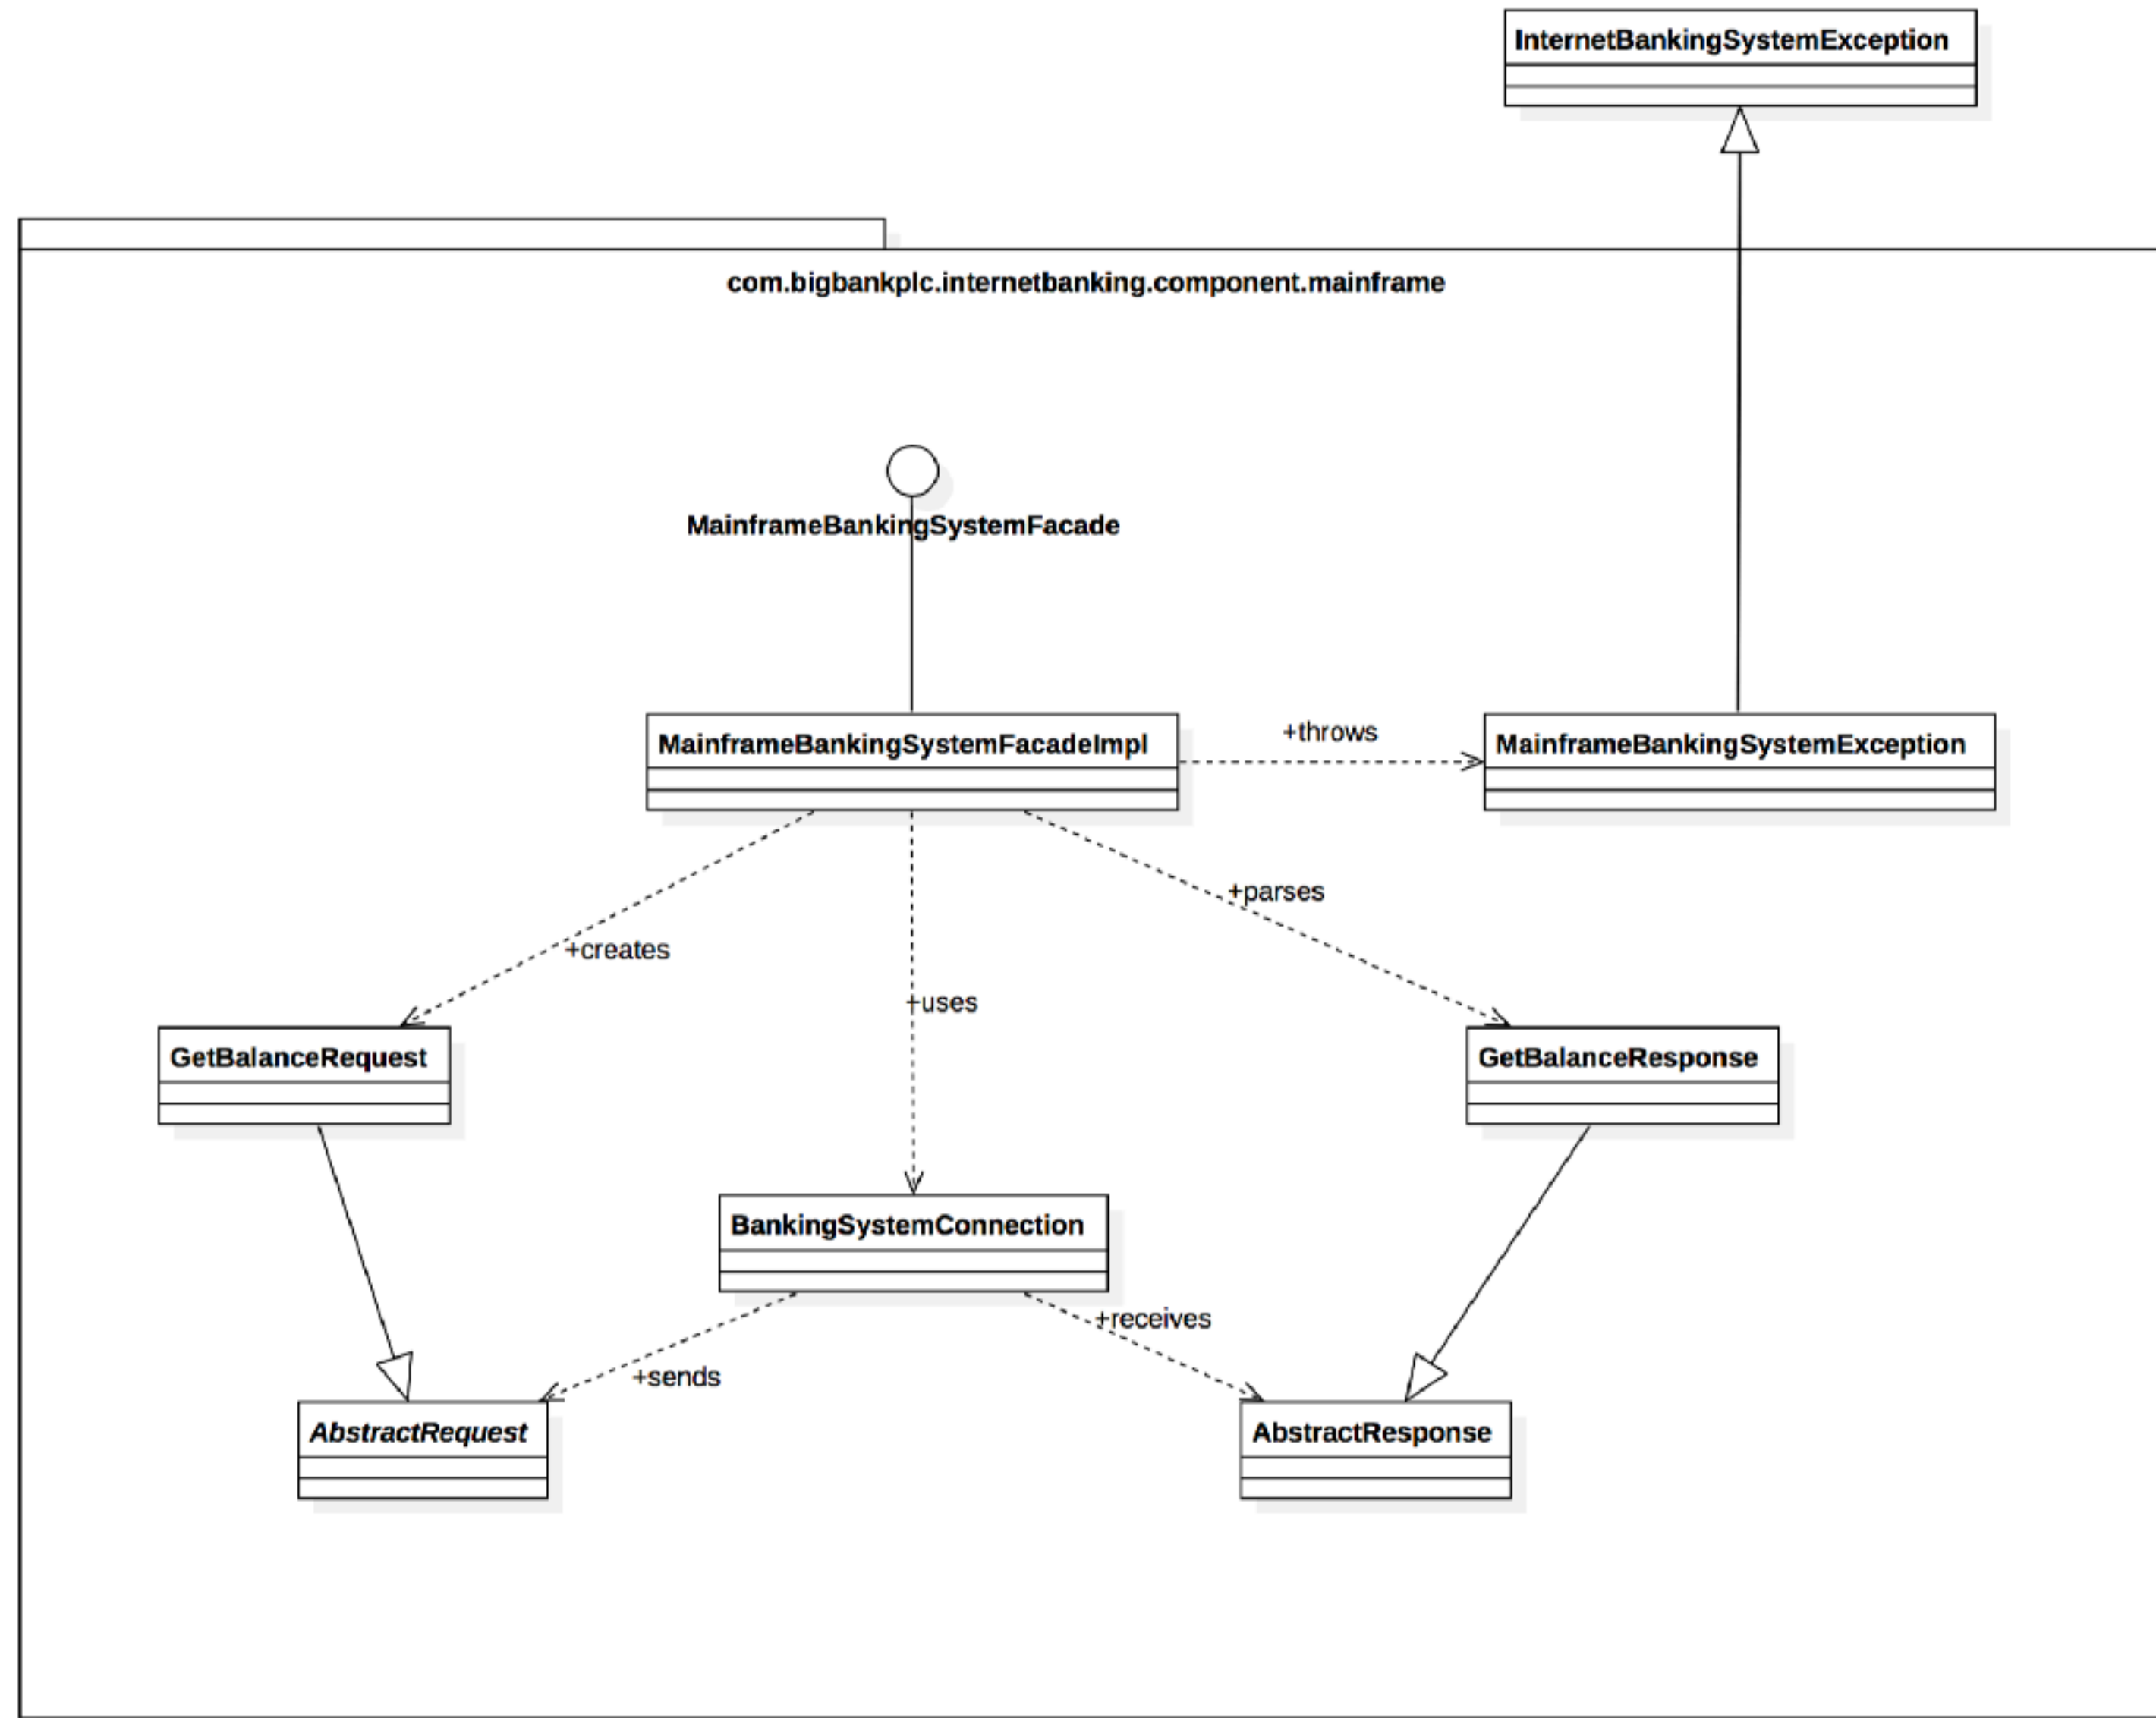 InternetBankingSystemException
com.bigbankplc.internetbanking.component.mainframe
MainframeBankingSystemFacade
+throws
MainframeBankingSystemFacadeImpl
MainframeBankingSystemException
+parses
+creates
+uses
GetBalanceRequest
GetBalanceResponse
BankingSystemConnection
+receives
+sends
AbstractRequest
AbstractResponse